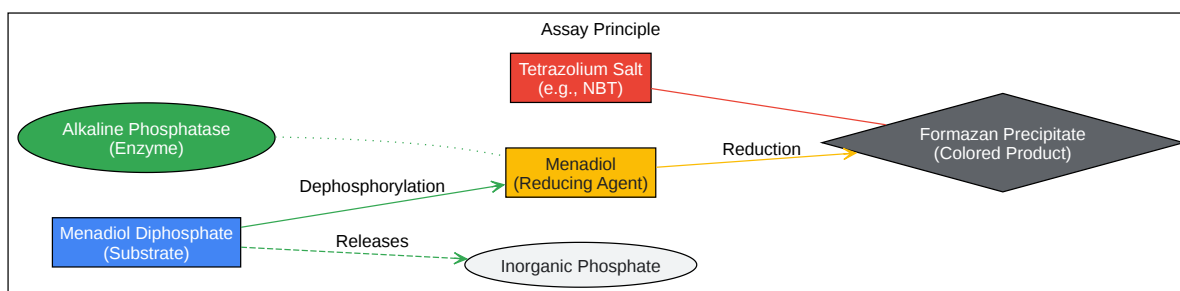 Assay Principle
Tetrazolium Salt
(e.g., NBT)
Alkaline Phosphatase
(Enzyme)
Formazan Precipitate
(Colored Product)
Reduction
Menadiol
(Reducing Agent)
Dephosphorylation
Menadiol Diphosphate
(Substrate)
Releases
Inorganic Phosphate